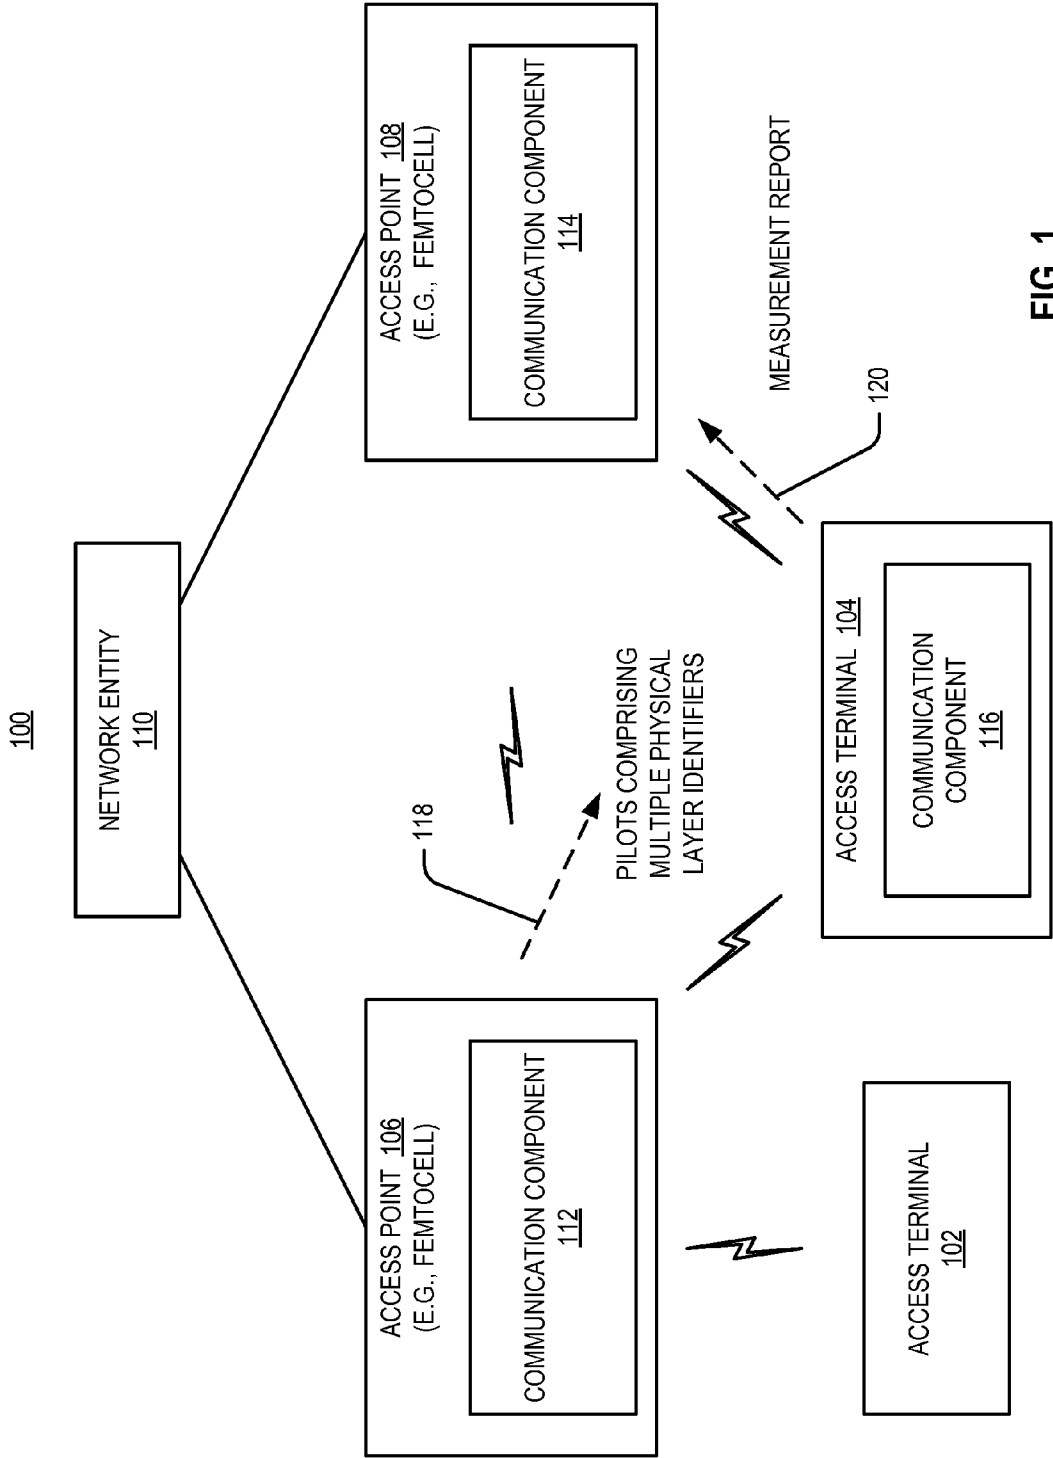 100
NETWORK ENTITY
110
ACCESS POINT 106
(E.G., FEMTOCELL)
COMMUNICATION COMPONENT
112
ACCESS POINT 108
(E.G., FEMTOCELL)
COMMUNICATION COMPONENT
114
118
PILOTS COMPRISING
MULTIPLE PHYSICAL
LAYER IDENTIFIERS
MEASUREMENT REPORT
120
ACCESS TERMINAL
102
ACCESS TERMINAL 104
COMMUNICATION
COMPONENT
116
FIG. 1